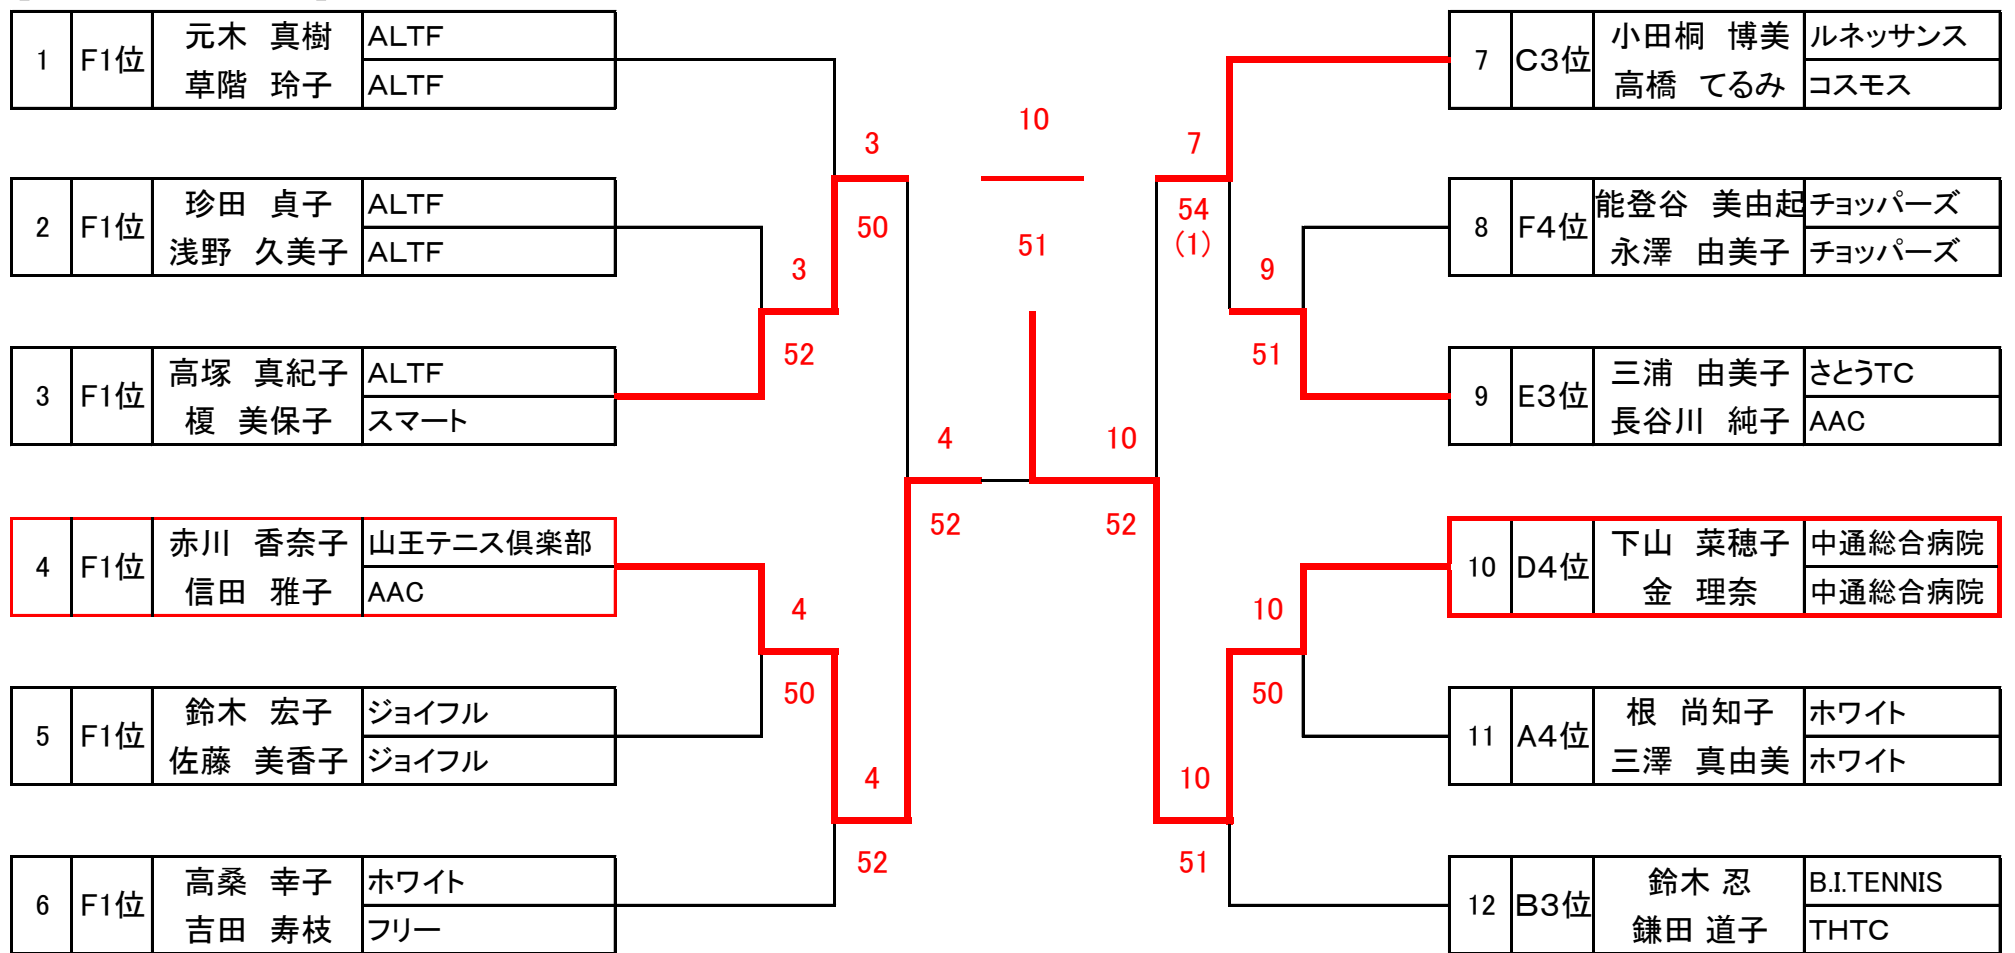 1 F1位 元木 真樹 ALTF
草階 玲子 ALTF
2 F1位 珍田 貞子 ALTF
浅野 久美子 ALTF
3 F1位 高塚 真紀子 ALTF
榎 美保子 スマート
4 F1位 赤川 香奈子 山王テニス倶楽部
信田 雅子 AAC
5 F1位 鈴木 宏子 ジョイフル
佐藤 美香子 ジョイフル
6 F1位 高桑 幸子 ホワイト
吉田 寿枝 フリー
3
50
3
52
4
52
4
50
4
52
10
51
7
54
(1)
9
51
10
52
10
50
10
51
7 C3位 小田桐 博美 ルネッサンス
高橋 てるみ コスモス
8 F4位 能登谷 美由起 チョッパーズ
永澤 由美子 チョッパーズ
9 E3位 三浦 由美子 さとうTC
長谷川 純子 AAC
10 D4位 下山 菜穂子 中通総合病院
金 理奈 中通総合病院
11 A4位 根 尚知子 ホワイト
三澤 真由美 ホワイト
12 B3位 鈴木 忍 B.I.TENNIS
鎌田 道子 THTC